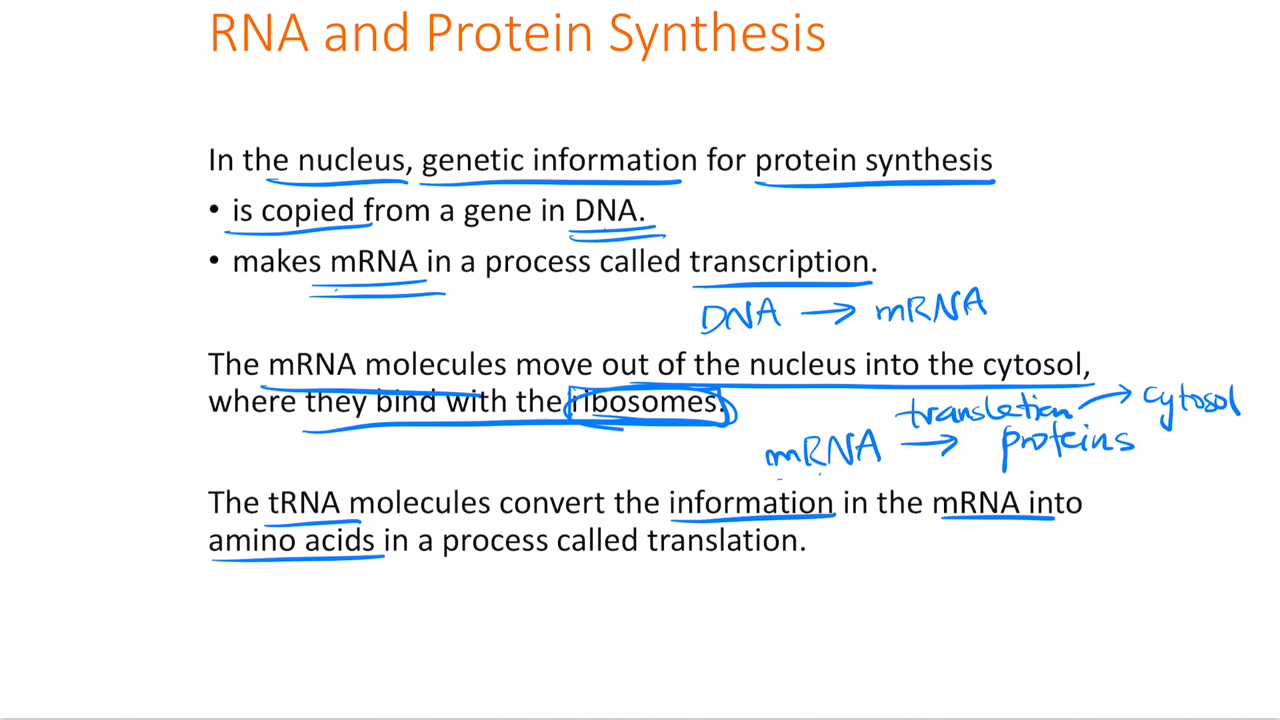 RNA and Protein Synthesis
In the nucleus, genetic information for protein synthesis
• is copied from a gene in DNA.
• makes mRNA in a process called transcription.
DNA → mRNA
The mRNA molecules move out of the nucleus into the cytosol,
where they bind with the ribosomes.
translation → cytosol
mRNA → proteins
The tRNA molecules convert the information in the mRNA into
amino acids in a process called translation.